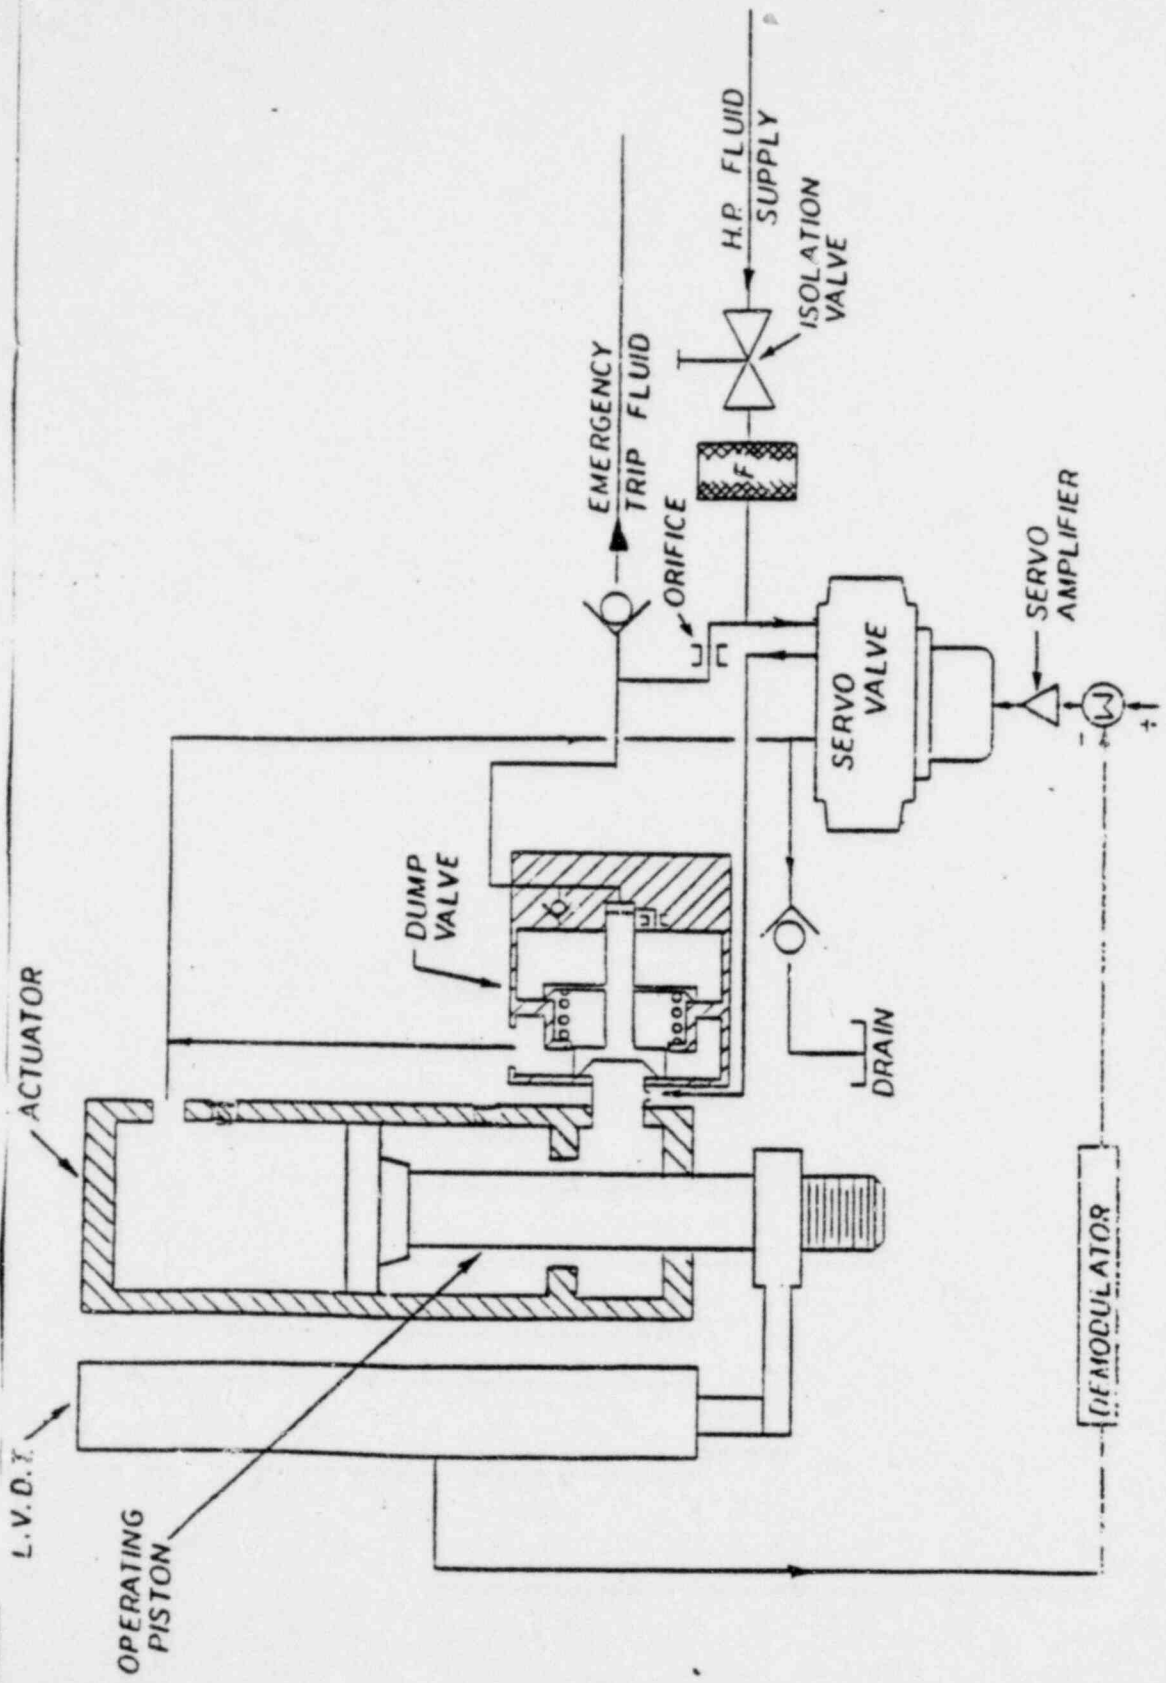 L.V.D.T.
ACTUATOR
OPERATING
PISTON
DUMP
VALVE
EMERGENCY
TRIP FLUID
H.P. FLUID
SUPPLY
ORIFICE
F
ISOLATION
VALVE
SERVO
VALVE
DRAIN
SERVO
AMPLIFIER
DEMODULATOR
-
Σ
+